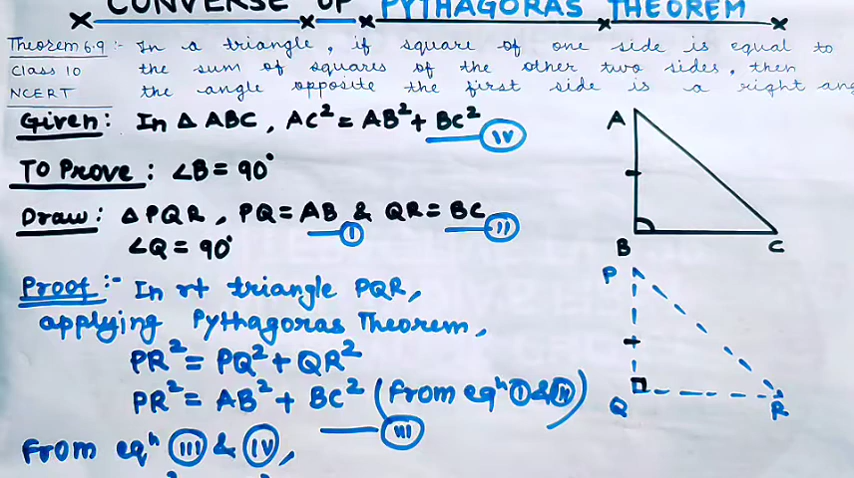 CONVERSE OF PYTHAGORAS THEOREM
Theorem 6.9 :- In a triangle, if square of one side is equal to
Class 10 the sum of squares of the other two sides, then
NCERT the angle opposite the first side is a right ang
Given: In Δ ABC, AC² = AB² + BC² (IV)
TO Prove: ∠B = 90°
Draw: Δ PQR, PQ = AB & QR = BC
(I) (II)
∠Q = 90°
Proof:- In rt triangle PQR,
applying Pythagoras Theorem,
PR² = PQ² + QR²
PR² = AB² + BC² (from eqⁿ (I) & (II))
(III)
From eqⁿ (III) & (IV),
A
B
C
P
Q
R